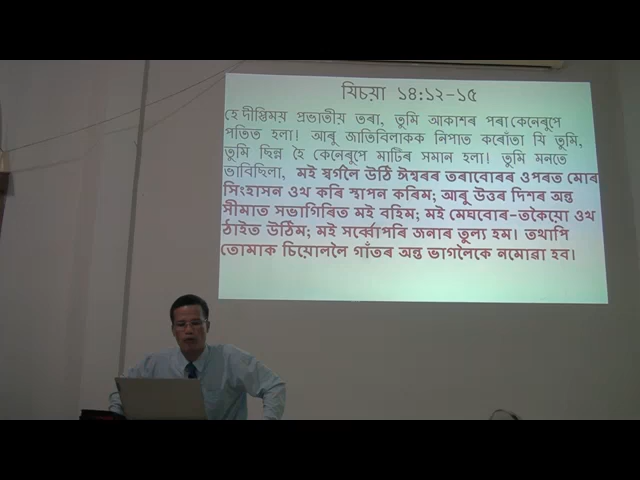 যিচয়া ১৪:১২-১৫
হে দীপ্তিময় প্ৰভাতীয় তৰা, তুমি আকাশৰ পৰা কেনেৰূপে
পতিত হলা! আৰু জাতিবিলাকক নিপাত কৰোঁতা যি তুমি,
তুমি ছিন্ন হৈ কেনেৰূপে মাটিৰ সমান হলা! তুমি মনতে
ভাবিছিলা, মই স্বৰ্গলৈ উঠি ঈশ্বৰৰ তৰাবোৰৰ ওপৰত মোৰ
সিংহাসন ওখ কৰি স্থাপন কৰিম; আৰু উত্তৰ দিশৰ অন্ত
সীমাত সভাগিৰিত মই বহিম; মই মেঘবোৰ-তকৈয়ো ওখ
ঠাইত উঠিম; মই সৰ্ব্বোপৰি জনাৰ তুল্য হম। তথাপি
তোমাক চিয়োললৈ গাঁতৰ অন্ত ভাগলৈকে নমোৱা হব।